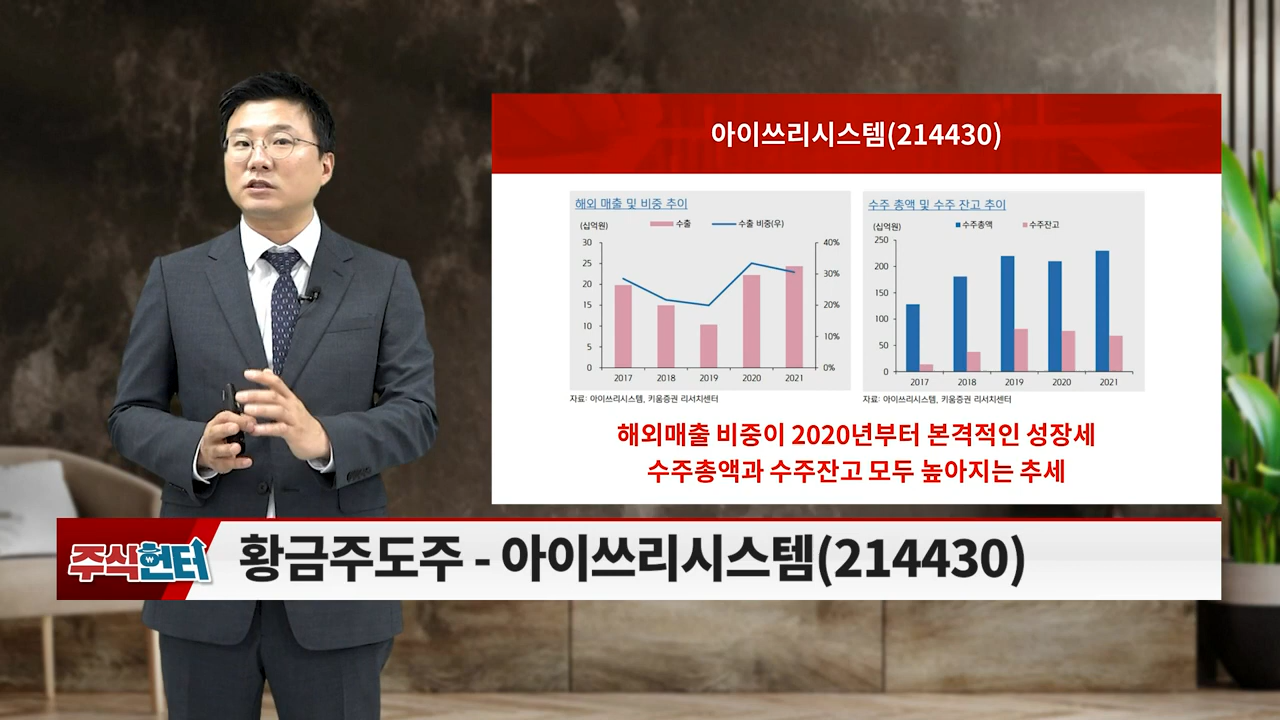 아이쓰리시스템(214430)
해외 매출 및 비중 추이
(십억원)
수출
수출 비중(우)
30
25
20
15
10
5
0
40%
30%
20%
10%
0%
2017 2018 2019 2020 2021
자료: 아이쓰리시스템, 키움증권 리서치센터
수주 총액 및 수주 잔고 추이
(십억원)
수주총액
수주잔고
250
200
150
100
50
0
2017 2018 2019 2020 2021
자료: 아이쓰리시스템, 키움증권 리서치센터
해외매출 비중이 2020년부터 본격적인 성장세
수주총액과 수주잔고 모두 높아지는 추세
주식헌터
황금주도주 - 아이쓰리시스템(214430)